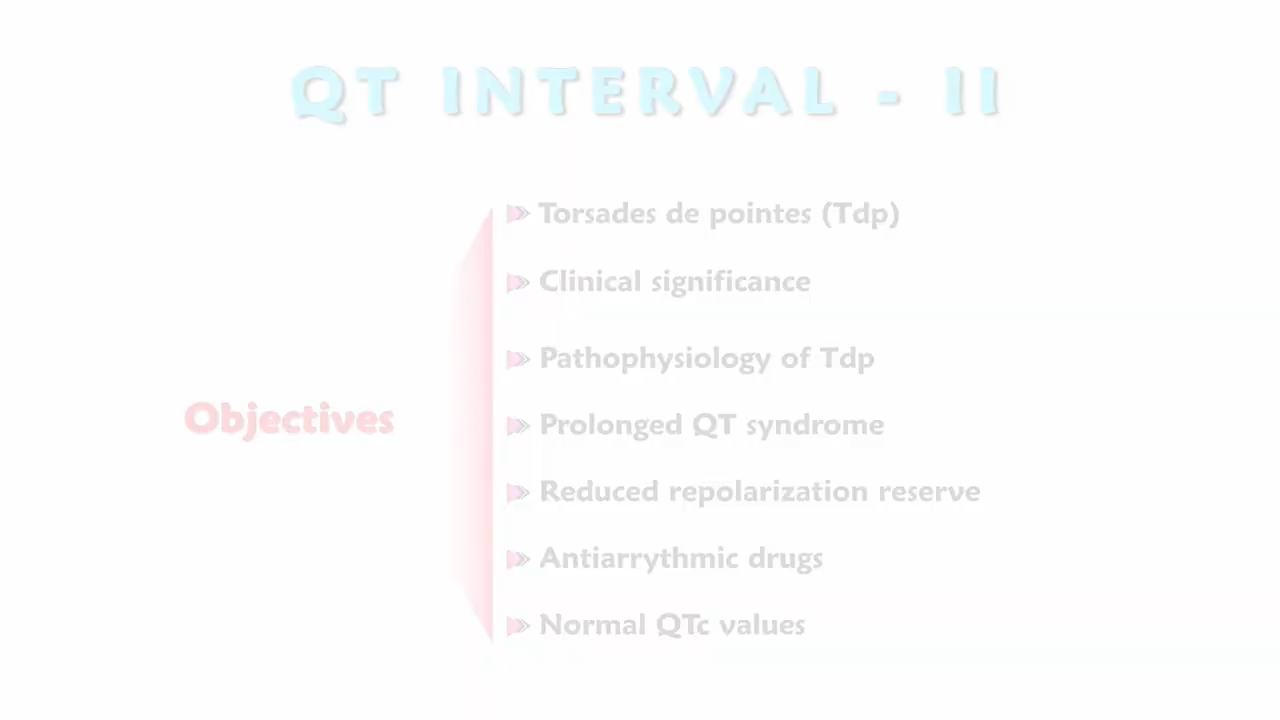 QT INTERVAL - II
Torsades de pointes (Tdp)
Clinical significance
Pathophysiology of Tdp
Objectives
Prolonged QT syndrome
Reduced repolarization reserve
Antiarrythmic drugs
Normal QTc values